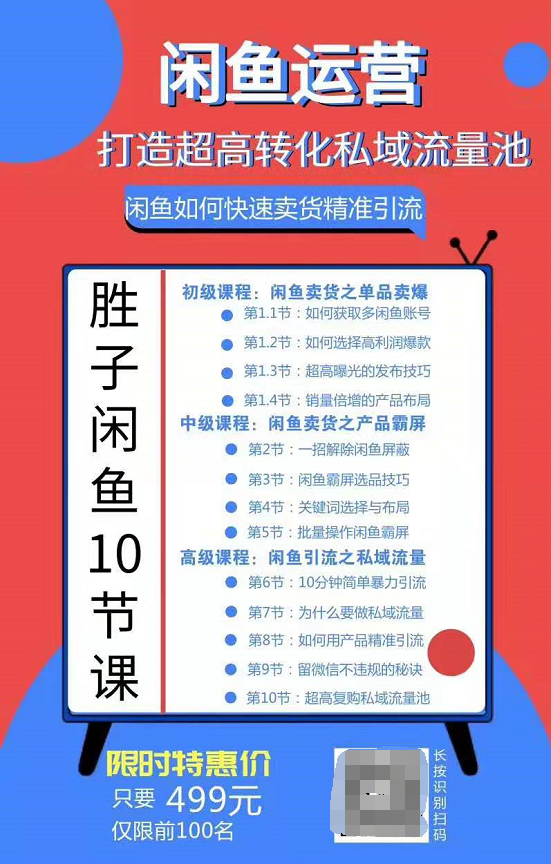 闲鱼运营
打造超高转化私域流量池
闲鱼如何快速卖货精准引流
胜子闲鱼10节课
初级课程：闲鱼卖货之单品卖爆
第1.1节：如何获取多闲鱼账号
第1.2节：如何选择高利润爆款
第1.3节：超高曝光的发布技巧
第1.4节：销量倍增的产品布局
中级课程：闲鱼卖货之产品霸屏
第2节：一招解除闲鱼屏蔽
第3节：闲鱼霸屏选品技巧
第4节：关键词选择与布局
第5节：批量操作闲鱼霸屏
高级课程：闲鱼引流之私域流量
第6节：10分钟简单暴力引流
第7节：为什么要做私域流量
第8节：如何用产品精准引流
第9节：留微信不违规的秘诀
第10节：超高复购私域流量池
限时特惠价
只要 499元
仅限前100名
长按识别扫码